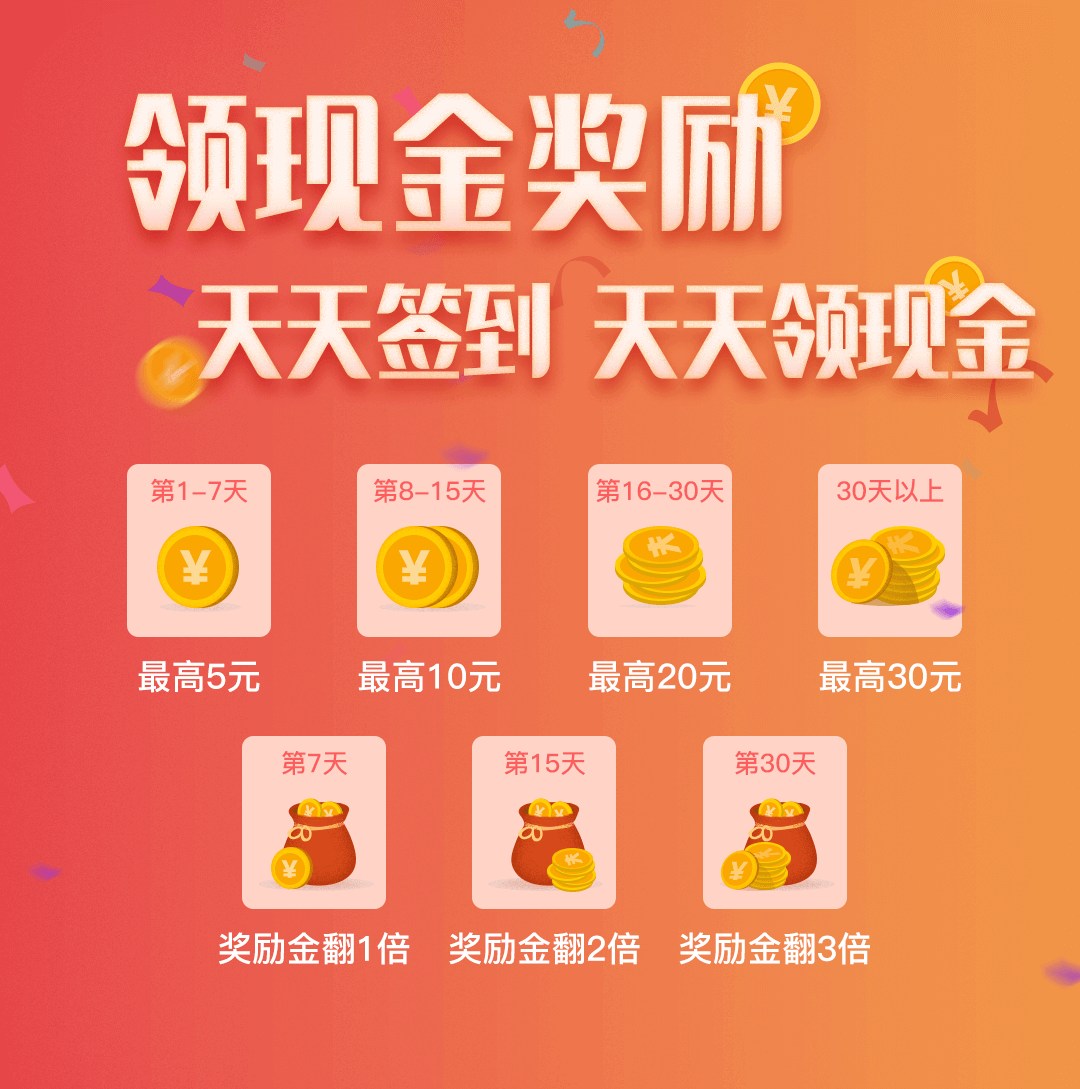 领现金奖励
天天签到 天天领现金
第1-7天 第8-15天 第16-30天 30天以上
¥ ¥ ¥ ¥
最高5元 最高10元 最高20元 最高30元
第7天 第15天 第30天
奖励金翻1倍 奖励金翻2倍 奖励金翻3倍